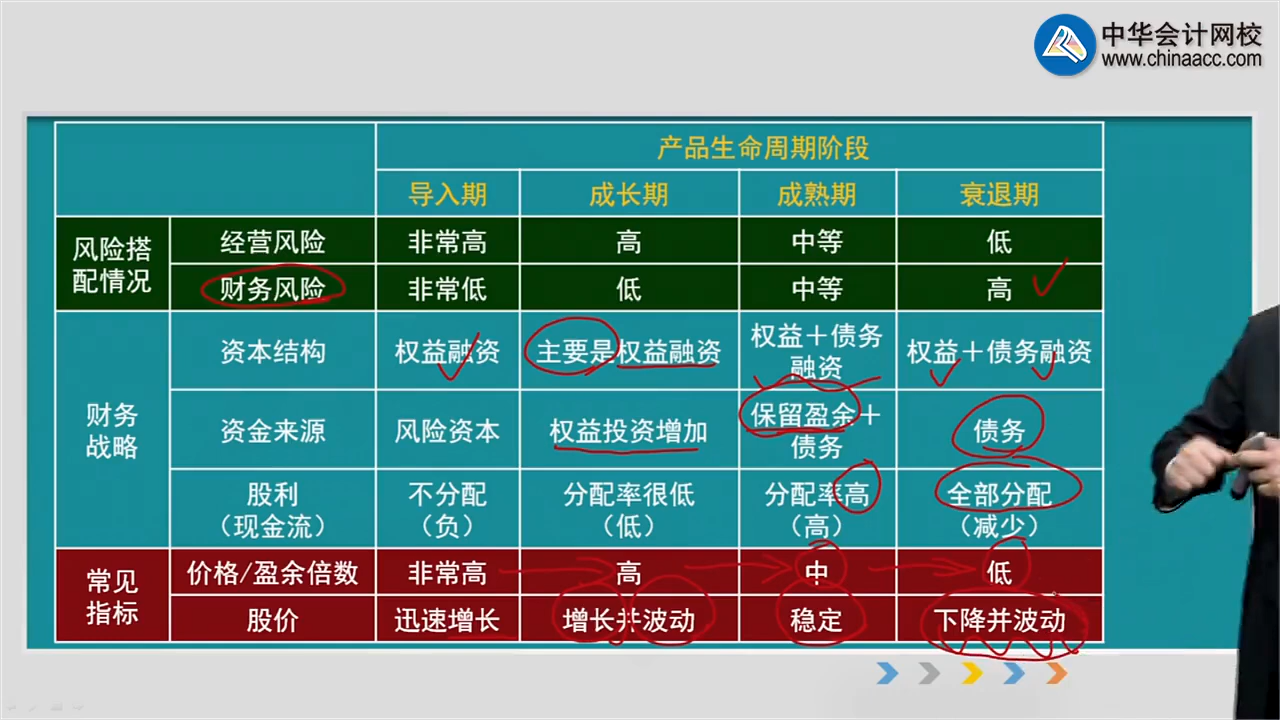 中华会计网校
www.chinaacc.com
产品生命周期阶段
导入期 成长期 成熟期 衰退期
风险搭配情况 经营风险 非常高 高 中等 低
财务风险 非常低 低 中等 高
财务战略 资本结构 权益融资 主要是权益融资 权益+债务融资 权益+债务融资
资金来源 风险资本 权益投资增加 保留盈余+债务 债务
股利(现金流) 不分配(负) 分配率很低(低) 分配率高(高) 全部分配(减少)
常见指标 价格/盈余倍数 非常高 高 中 低
股价 迅速增长 增长并波动 稳定 下降并波动